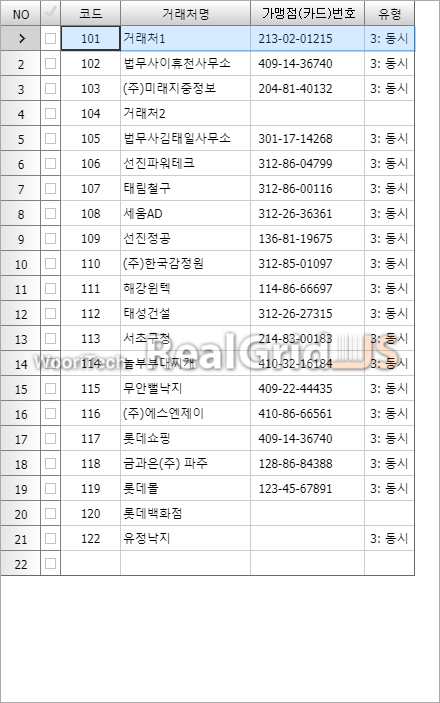 NO 코드 거래처명 가맹점(카드)번호 유형
101 거래처1 213-02-01215 3: 동시
2 102 법무사이휴천사무소 409-14-36740 3: 동시
3 103 (주)미래지중정보 204-81-40132 3: 동시
4 104 거래처2
5 105 법무사김태일사무소 301-17-14268 3: 동시
6 106 선진파워테크 312-86-04799 3: 동시
7 107 태림철구 312-86-00116 3: 동시
8 108 세움AD 312-26-36361 3: 동시
9 109 선진정공 136-81-19675 3: 동시
10 110 (주)한국감정원 312-85-01097 3: 동시
11 111 해강윈텍 114-86-66697 3: 동시
12 112 태성건설 312-26-27315 3: 동시
13 113 서초구청 214-83-00183 3: 동시
WooriTech RealGrid JS
14 114 놀부부대찌개 410-32-16184 3: 동시
15 115 무안뻘낙지 409-22-44435 3: 동시
16 116 (주)에스엔제이 410-86-66561 3: 동시
17 117 롯데쇼핑 409-14-36740 3: 동시
18 118 금과은(주) 파주 128-86-84388 3: 동시
19 119 롯데몰 123-45-67891 3: 동시
20 120 롯데백화점
21 122 유정낙지 3: 동시
22